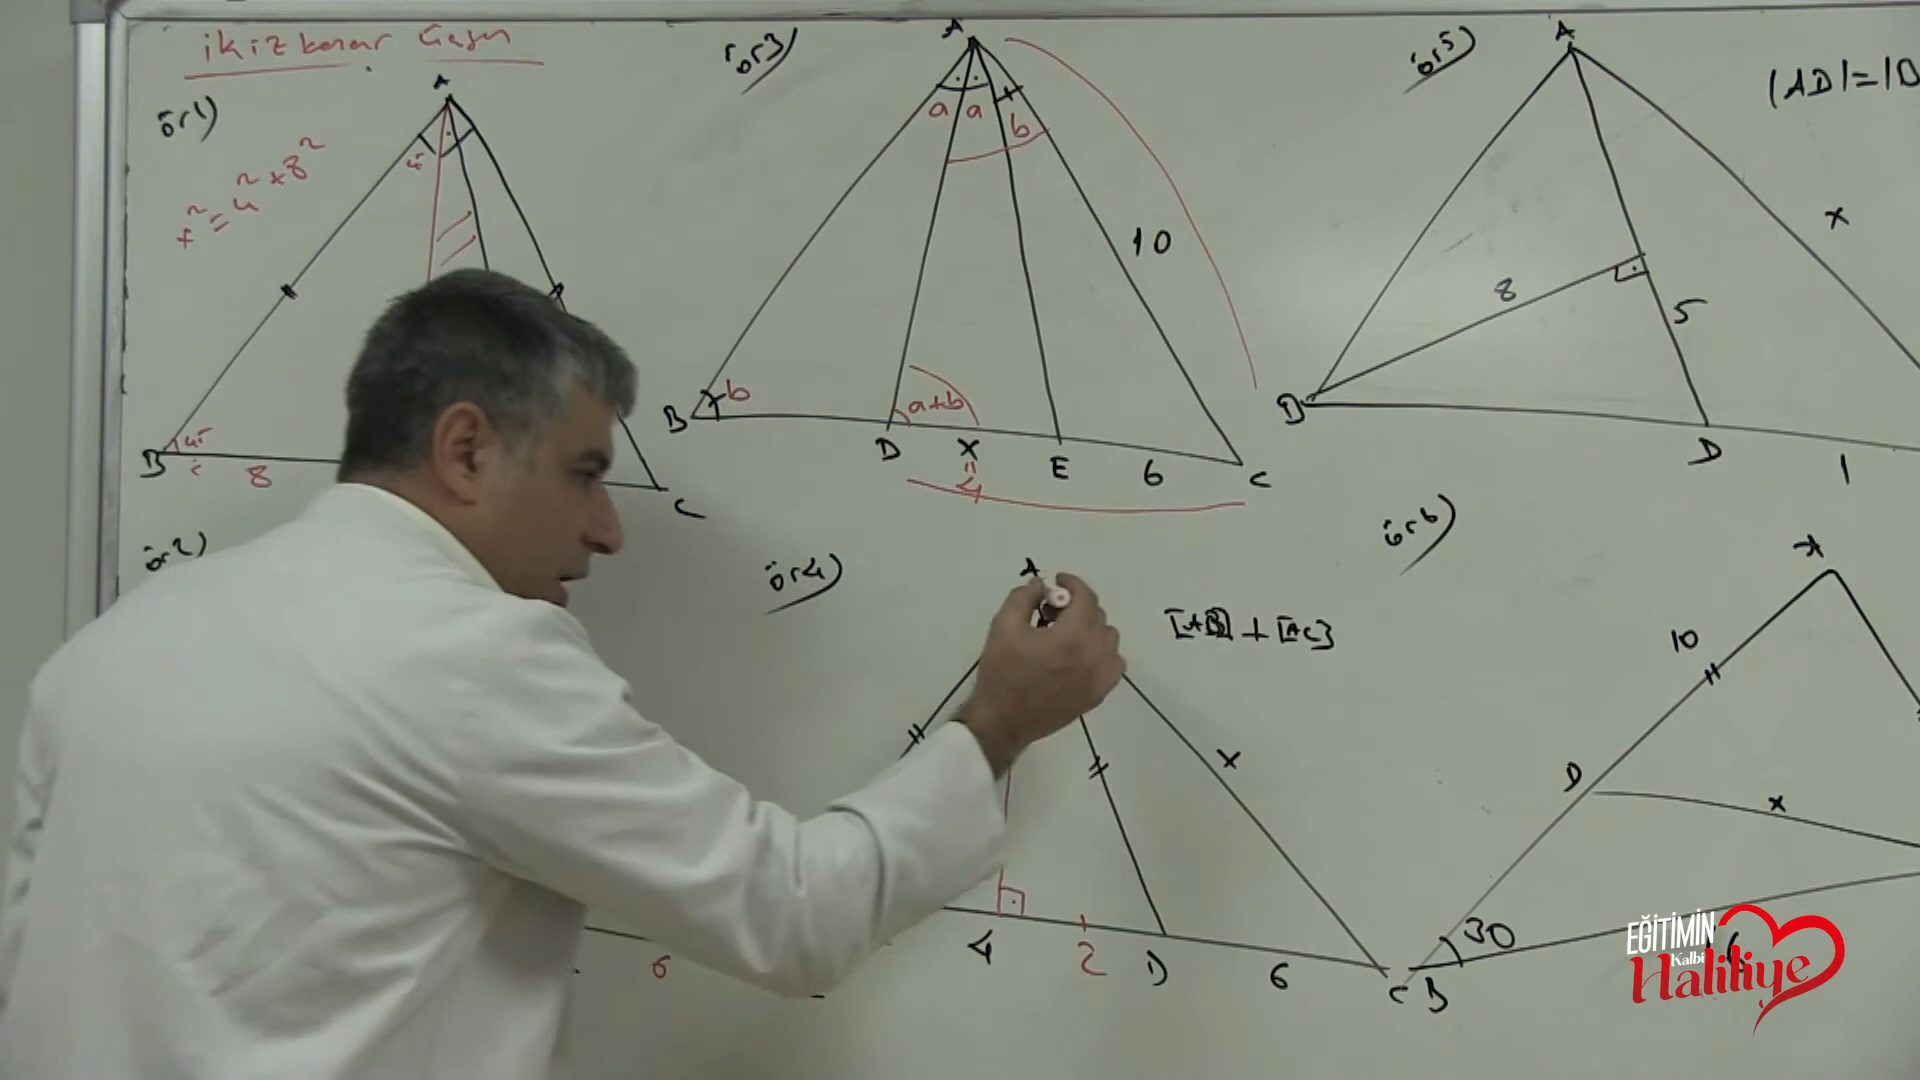 ikizkenar üçgen
ör1)
A
45
x² = 4² + 8²
B
45
8
C
ör2)
6
ör3)
A
a a b
10
B
b
a+b
D
x
=
4
E
6
C
ör4)
A
[AB] ⊥ [AC]
x
4
2
D
6
C
ör5)
A
|AD|=|D
x
8
5
B
D
1
ör6)
A
10
D
x
B
30
EĞİTİMİN
Kalbi
Haliliye